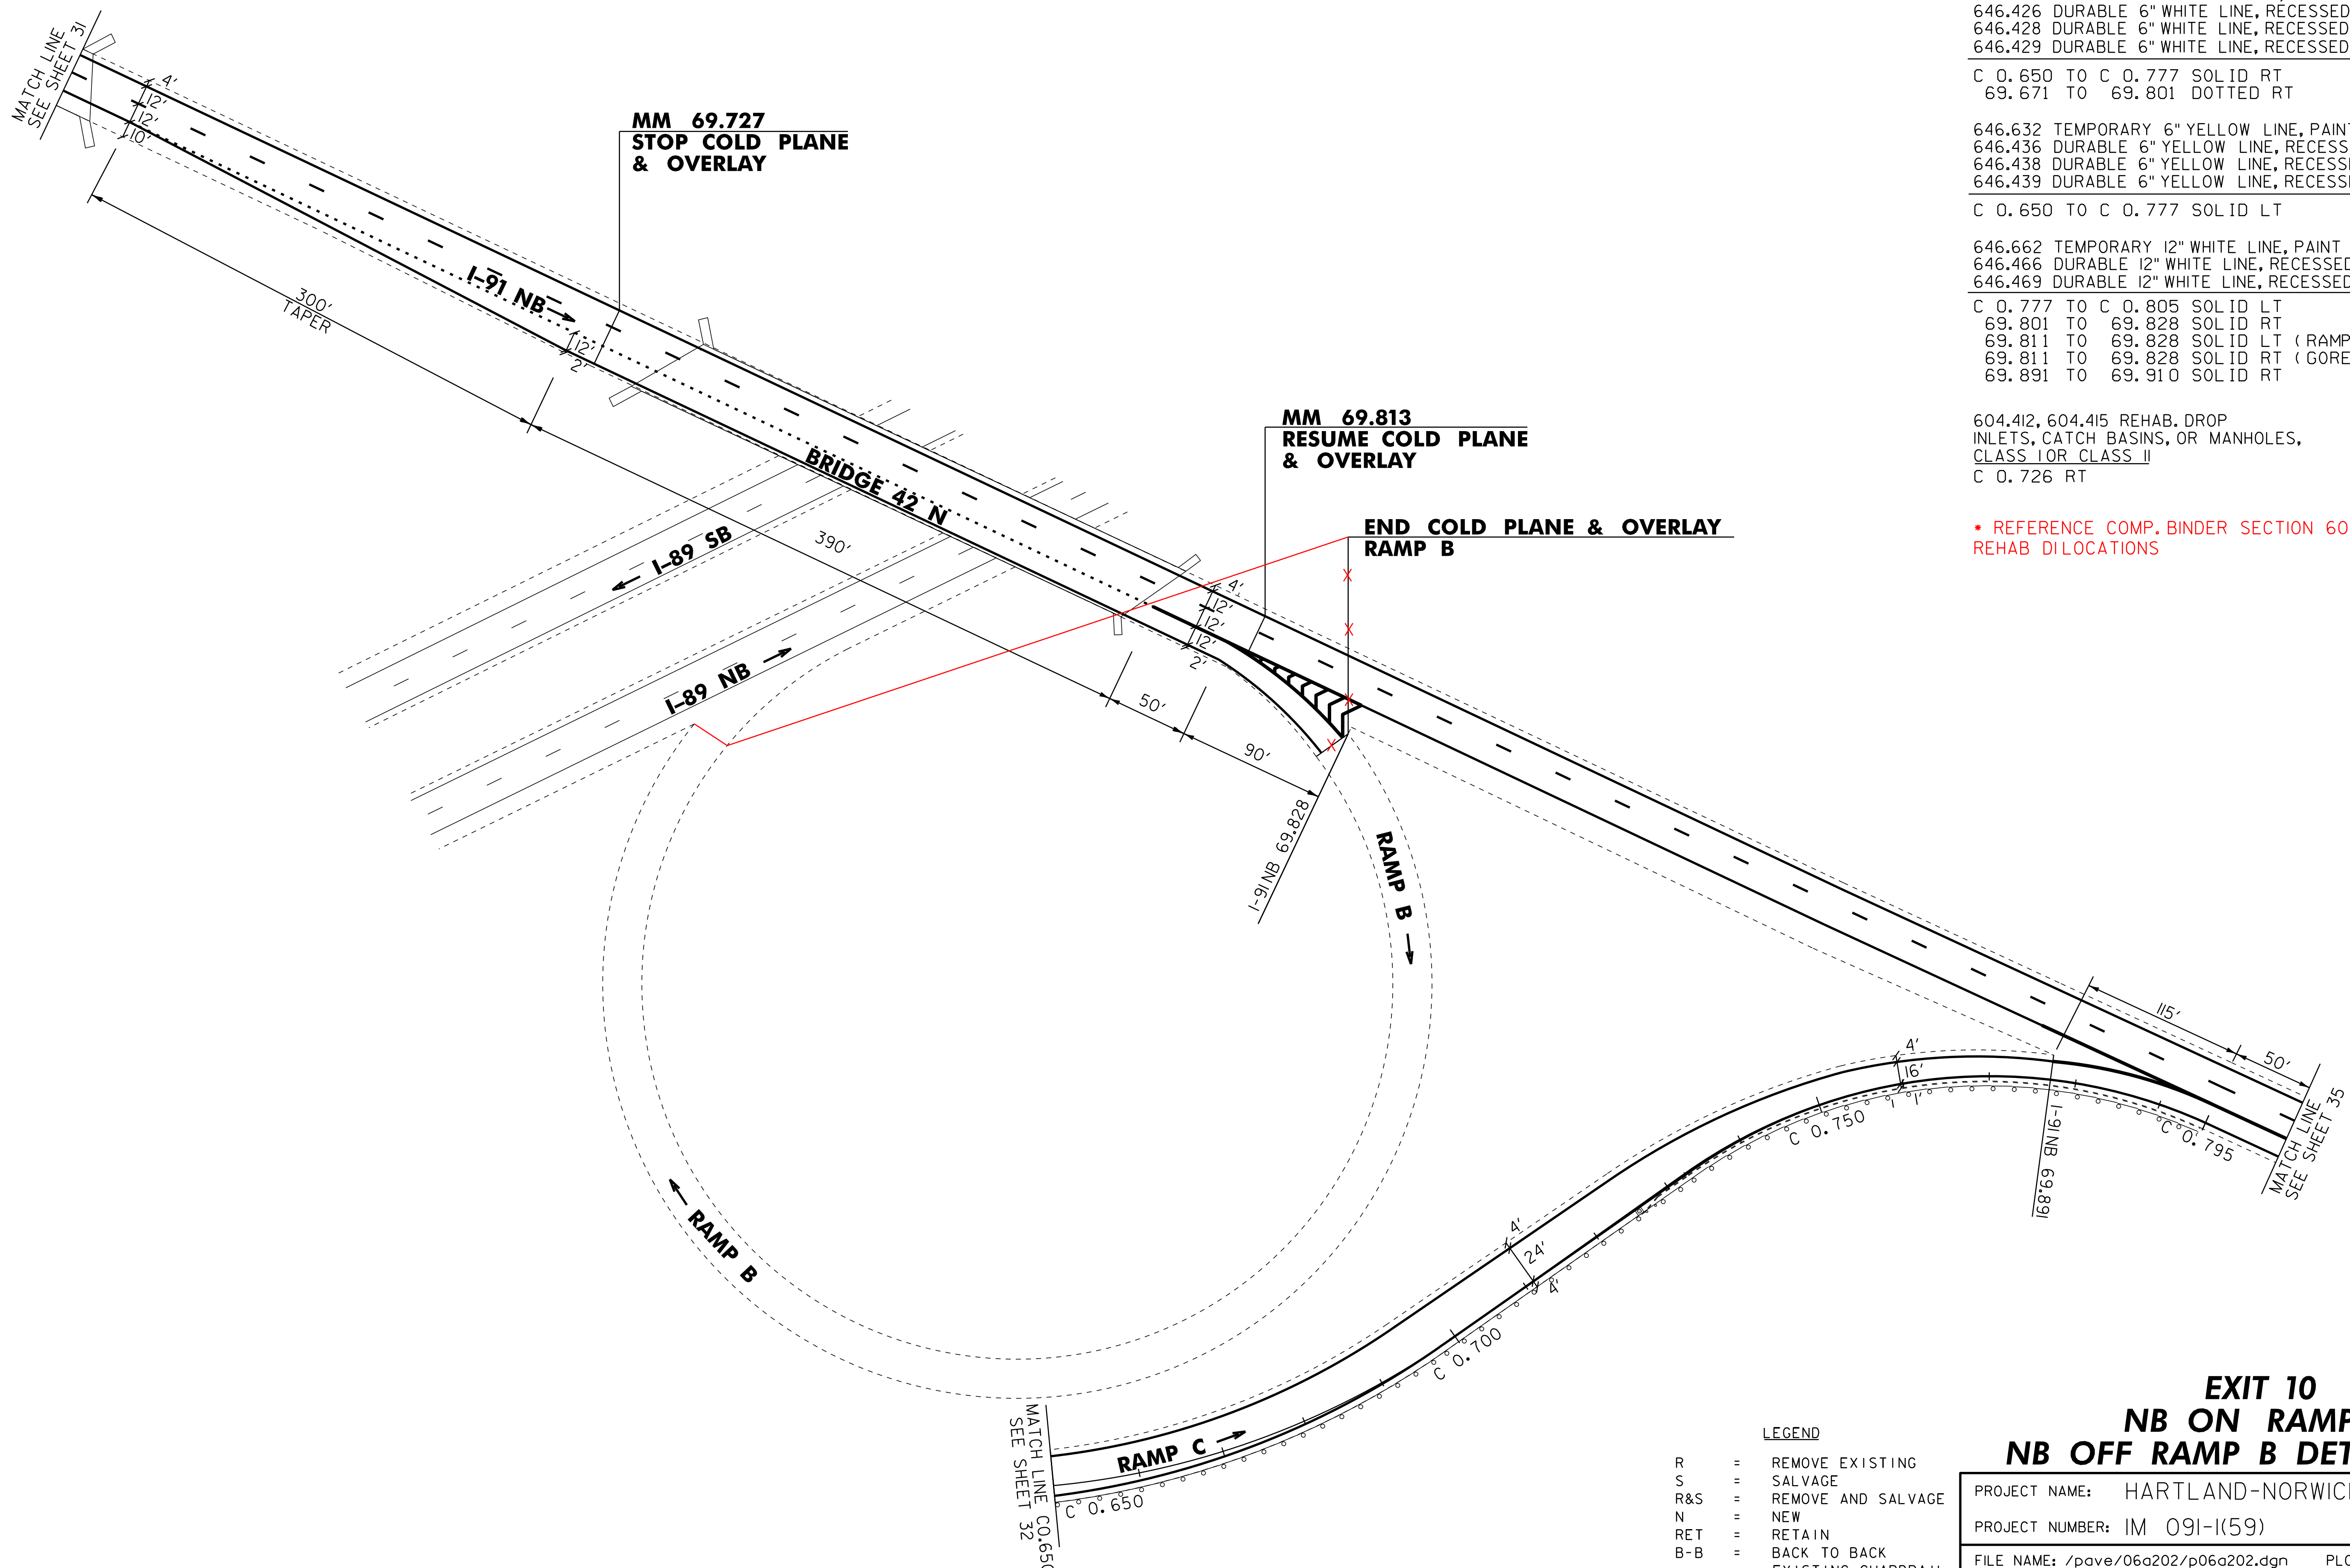 MATCH LINE
SEE SHEET 31
4'
12'
12'
10'
300'
TAPER
I-91 NB
12'
2'
MM 69.727
STOP COLD PLANE
& OVERLAY
BRIDGE 42 N
390'
I-89 SB
I-89 NB
MM 69.813
RESUME COLD PLANE
& OVERLAY
END COLD PLANE & OVERLAY
RAMP B
4'
12'
12'
12'
2'
50'
90'
I-91 NB 69.828
RAMP B
RAMP B
115'
50'
MATCH LINE
SEE SHEET 35
4'
16'
1'
C 0.750
I-91 NB 69.891
C 0.795
4'
24'
4'
C 0.700
RAMP C
C 0.650
MATCH LINE C0.650
SEE SHEET 32
646.426 DURABLE 6" WHITE LINE, RECESSED
646.428 DURABLE 6" WHITE LINE, RECESSED
646.429 DURABLE 6" WHITE LINE, RECESSED
C 0.650 TO C 0.777 SOLID RT
69.671 TO 69.801 DOTTED RT
646.632 TEMPORARY 6" YELLOW LINE, PAINT
646.436 DURABLE 6" YELLOW LINE, RECESS
646.438 DURABLE 6" YELLOW LINE, RECESS
646.439 DURABLE 6" YELLOW LINE, RECESS
C 0.650 TO C 0.777 SOLID LT
646.662 TEMPORARY 12" WHITE LINE, PAINT
646.466 DURABLE 12" WHITE LINE, RECESSED
646.469 DURABLE 12" WHITE LINE, RECESSED
C 0.777 TO C 0.805 SOLID LT
69.801 TO 69.828 SOLID RT
69.811 TO 69.828 SOLID LT (RAMP
69.811 TO 69.828 SOLID RT (GORE
69.891 TO 69.910 SOLID RT
604.412, 604.415 REHAB. DROP
INLETS, CATCH BASINS, OR MANHOLES,
CLASS I OR CLASS II
C 0.726 RT
* REFERENCE COMP. BINDER SECTION 60
REHAB DI LOCATIONS
LEGEND
R = REMOVE EXISTING
S = SALVAGE
R&S = REMOVE AND SALVAGE
N = NEW
RET = RETAIN
B-B = BACK TO BACK
EXIT 10
NB ON RAMP
NB OFF RAMP B DET
PROJECT NAME: HARTLAND-NORWICH
PROJECT NUMBER: IM 091-1(59)
FILE NAME: /pave/06a202/p06a202.dgn PLO